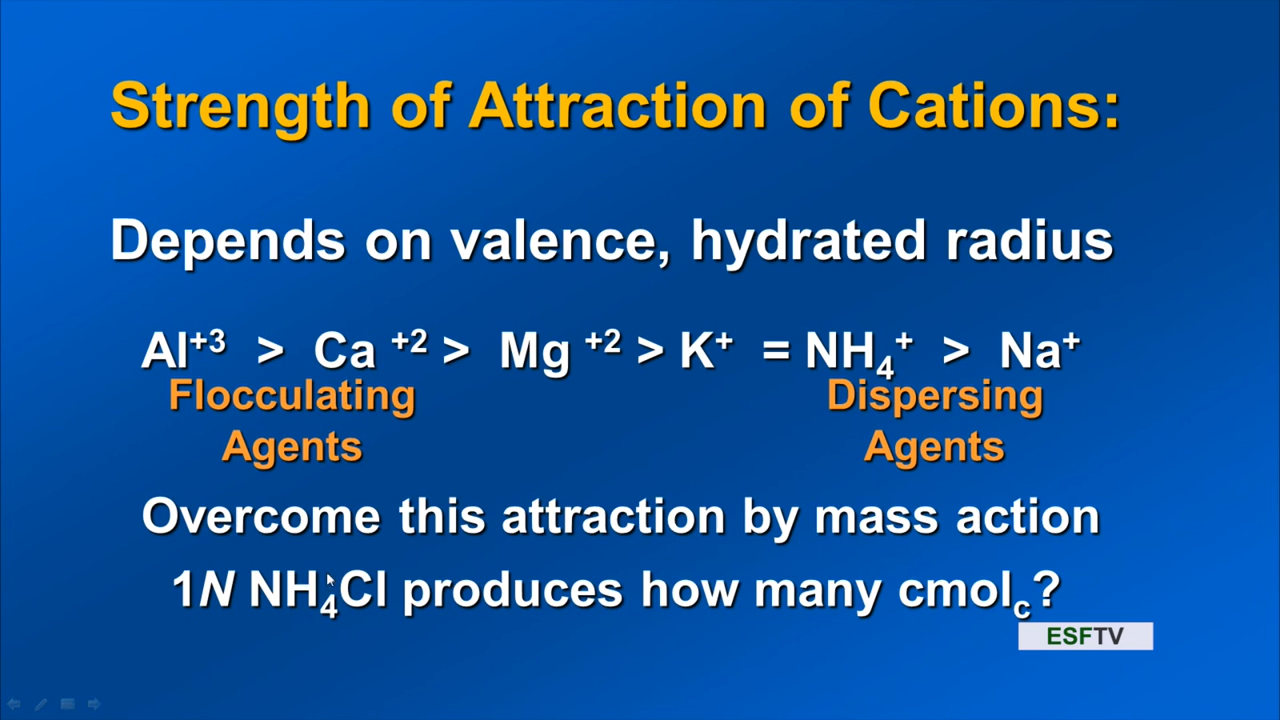 Strength of Attraction of Cations:
Depends on valence, hydrated radius
Al⁺³ > Ca ⁺² > Mg ⁺² > K⁺ = NH₄⁺ > Na⁺
Flocculating Dispersing
Agents Agents
Overcome this attraction by mass action
1N NH₄Cl produces how many cmol_c?
ESFTV